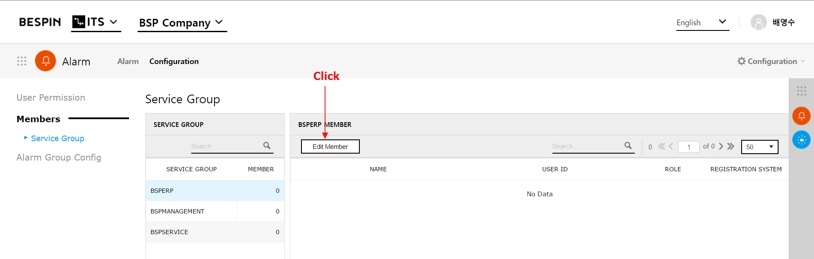 BESPIN ITS BSP Company English 배영수
Alarm Alarm Configuration Configuration
Click
User Permission
Members
Service Group
Alarm Group Config
Service Group
SERVICE GROUP
Search
SERVICE GROUP MEMBER
BSPERP 0
BSPMANAGEMENT 0
BSPSERVICE 0
BSPERP MEMBER
Edit Member Search 0 1 of 0 50
NAME USER ID ROLE REGISTRATION SYSTEM
No Data